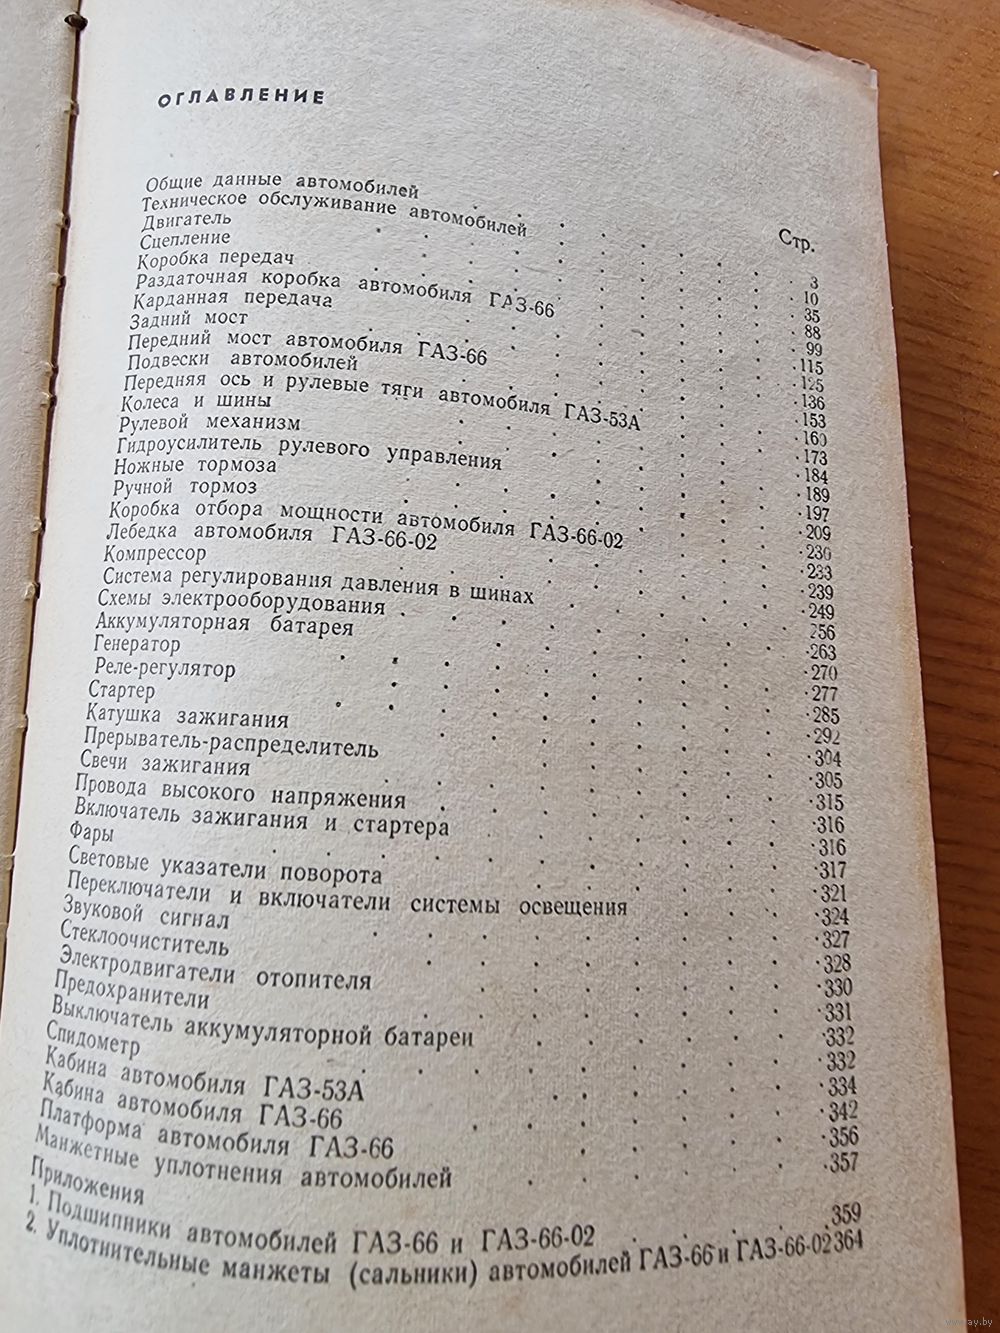 ОГЛАВЛЕНИЕ
Стр.
Общие данные автомобилей . . . . . 3
Техническое обслуживание автомобилей . . . . . 10
Двигатель . . . . . 35
Сцепление . . . . . 88
Коробка передач . . . . . 99
Раздаточная коробка автомобиля ГАЗ-66 . . . . . 115
Карданная передача . . . . . 125
Задний мост . . . . . 136
Передний мост автомобиля ГАЗ-66 . . . . . 153
Подвески автомобилей . . . . . 160
Передняя ось и рулевые тяги автомобиля ГАЗ-53А . . . . . 173
Колеса и шины . . . . . 184
Рулевой механизм . . . . . 189
Гидроусилитель рулевого управления . . . . . 197
Ножные тормоза . . . . . 209
Ручной тормоз . . . . . 230
Коробка отбора мощности автомобиля ГАЗ-66-02 . . . . . 233
Лебедка автомобиля ГАЗ-66-02 . . . . . 239
Компрессор . . . . . 249
Система регулирования давления в шинах . . . . . 256
Схемы электрооборудования . . . . . 263
Аккумуляторная батарея . . . . . 270
Генератор . . . . . 277
Реле-регулятор . . . . . 285
Стартер . . . . . 292
Катушка зажигания . . . . . 304
Прерыватель-распределитель . . . . . 305
Свечи зажигания . . . . . 315
Провода высокого напряжения . . . . . 316
Включатель зажигания и стартера . . . . . 316
Фары . . . . . 317
Световые указатели поворота . . . . . 321
Переключатели и включатели системы освещения . . . . . 324
Звуковой сигнал . . . . . 327
Стеклоочиститель . . . . . 328
Электродвигатели отопителя . . . . . 330
Предохранители . . . . . 331
Выключатель аккумуляторной батареи . . . . . 332
Спидометр . . . . . 332
Кабина автомобиля ГАЗ-53А . . . . . 334
Кабина автомобиля ГАЗ-66 . . . . . 342
Платформа автомобиля ГАЗ-66 . . . . . 356
Манжетные уплотнения автомобилей . . . . . 357
Приложения
1. Подшипники автомобилей ГАЗ-66 и ГАЗ-66-02 . . . . 359
2. Уплотнительные манжеты (сальники) автомобилей ГАЗ-66 и ГАЗ-66-02 364
www.ay.by